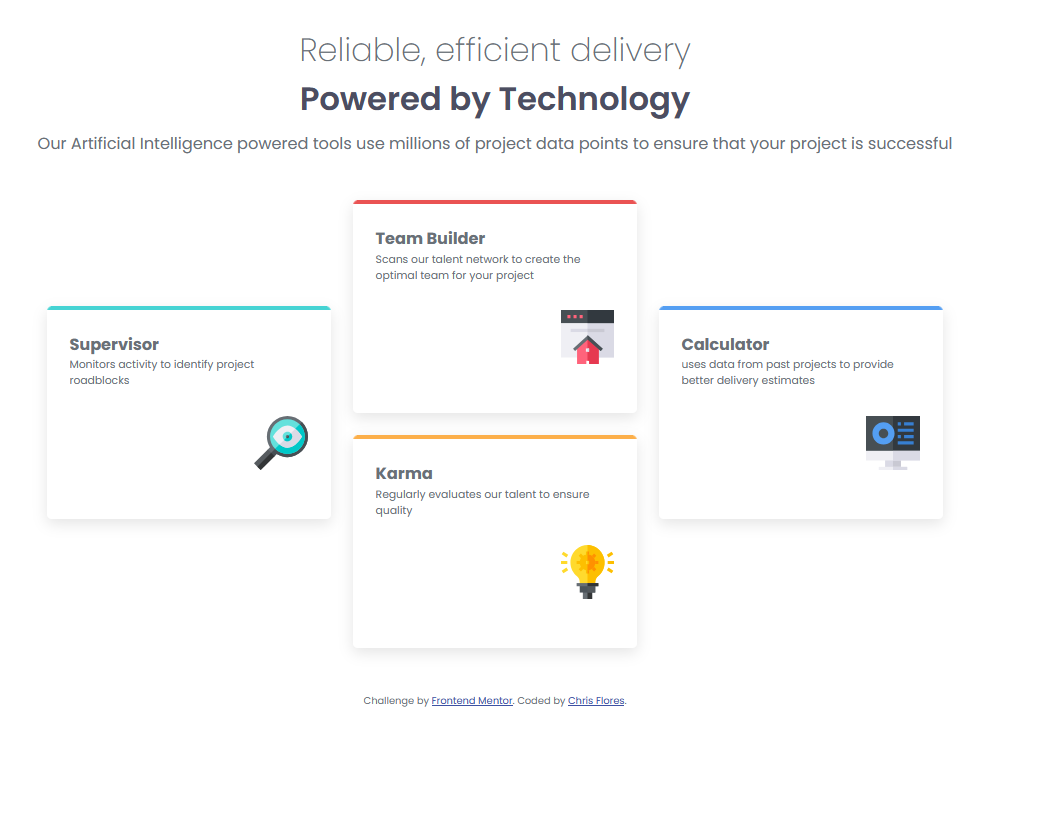 Reliable, efficient delivery
Powered by Technology
Our Artificial Intelligence powered tools use millions of project data points to ensure that your project is successful
Team Builder
Scans our talent network to create the
optimal team for your project
Supervisor
Monitors activity to identify project
roadblocks
Calculator
uses data from past projects to provide
better delivery estimates
Karma
Regularly evaluates our talent to ensure
quality
Challenge by Frontend Mentor. Coded by Chris Flores.